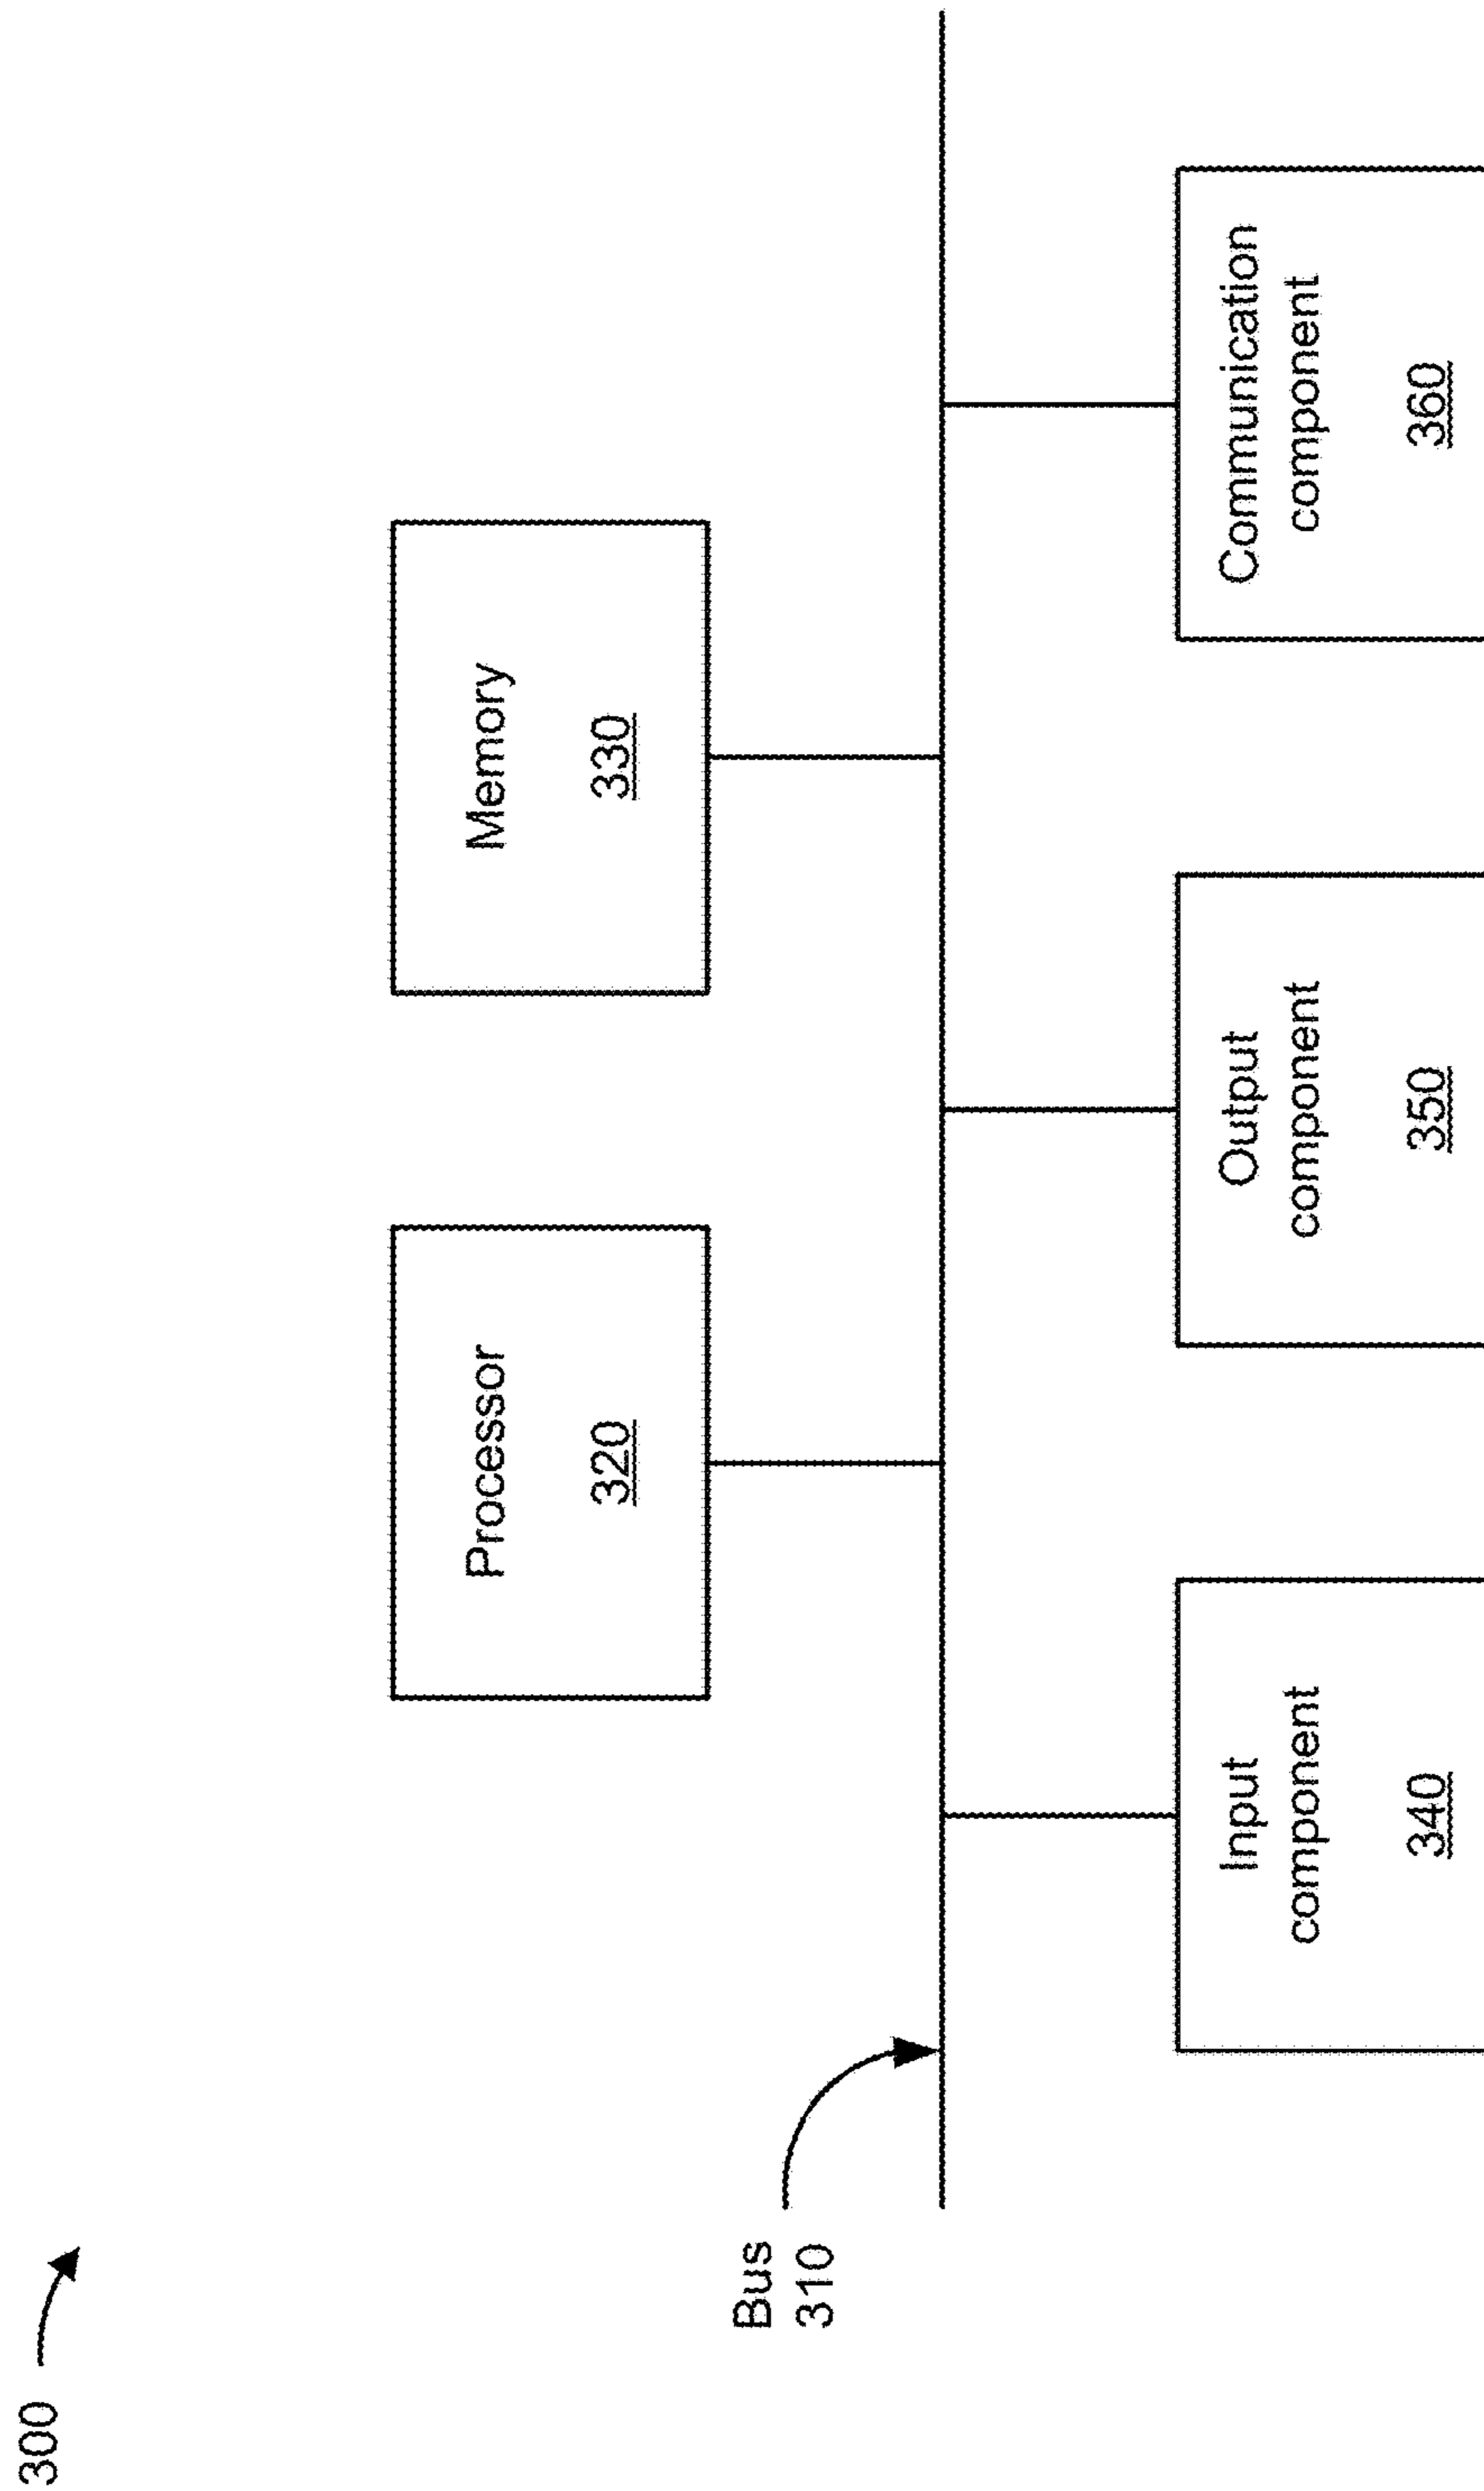 300
Processor
320
Memory
330
Bus
310
Input
component
340
Output
component
350
Communication
component
360